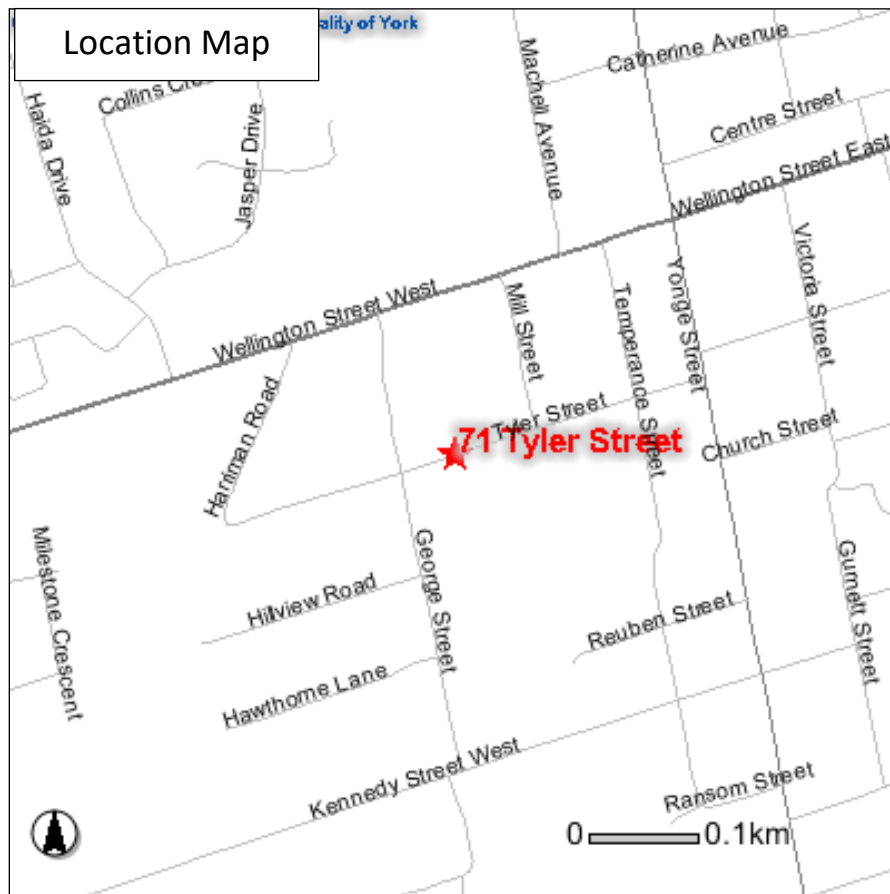 Location Map
ality of York
Catherine Avenue
Machell Avenue
Collins Cre
Haida Drive
Jasper Drive
Centre Street
Wellington Street East
Victoria Street
Yonge Street
Temperance Street
Mill Street
Wellington Street West
Harriman Road
Tyler Street
71 Tyler Street
Church Street
Milestone Crescent
George Street
Hillview Road
Gurnett Street
Reuben Street
Hawthorne Lane
Kennedy Street West
Ransom Street
0 0.1km